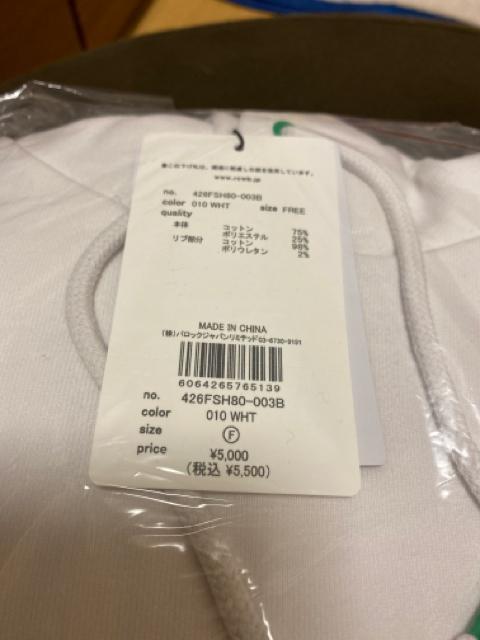 www.rcwb.jp
no. 426FSH80-003B
color 010 WHT size FREE
quality
本体 コットン 75%
ポリエステル 25%
リブ部分 コットン 98%
ポリウレタン 2%
MADE IN CHINA
(株)バロックジャパンリミテッド03-6730-9191
6064265765139
no. 426FSH80-003B
color 010 WHT
size F
price ¥5,000
(税込 ¥5,500)